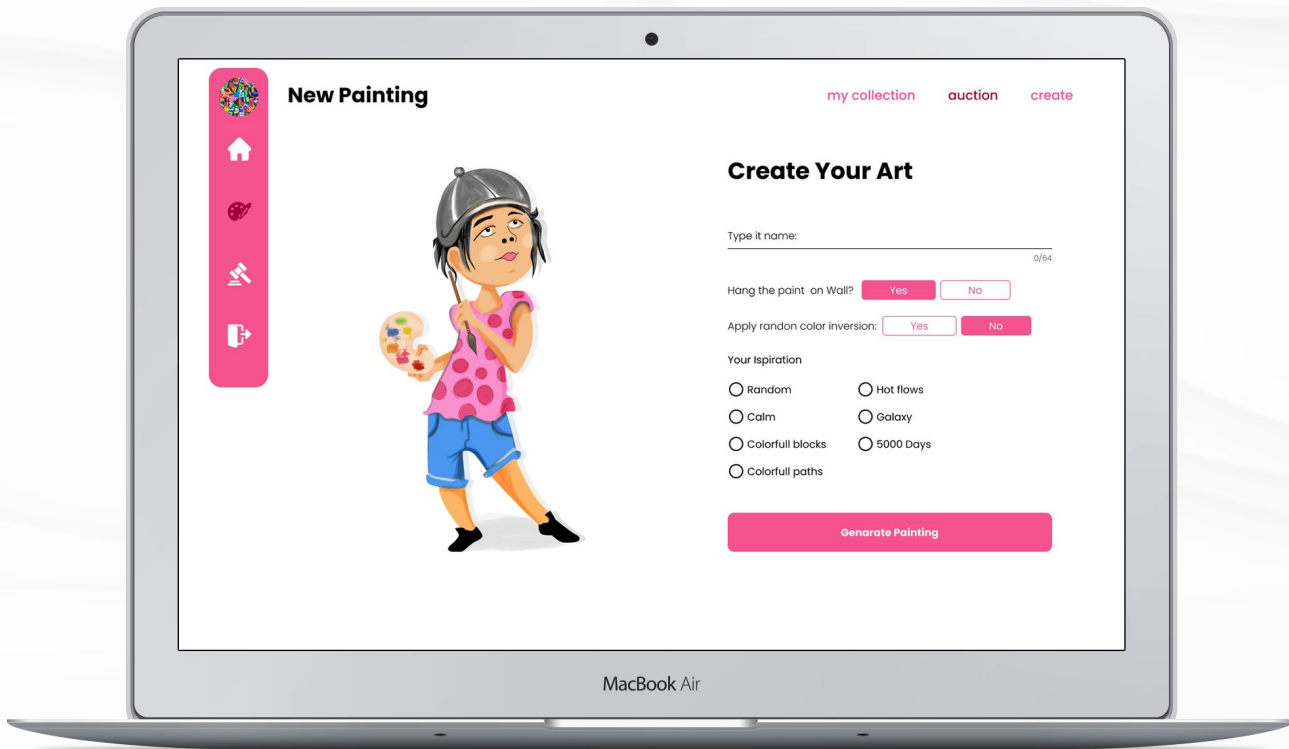 New Painting
my collection auction create
Create Your Art
Type it name:
0/64
Hang the paint on Wall? Yes No
Apply randon color inversion: Yes No
Your Ispiration
Random Hot flows
Calm Galaxy
Colorfull blocks 5000 Days
Colorfull paths
Genarate Painting
MacBook Air